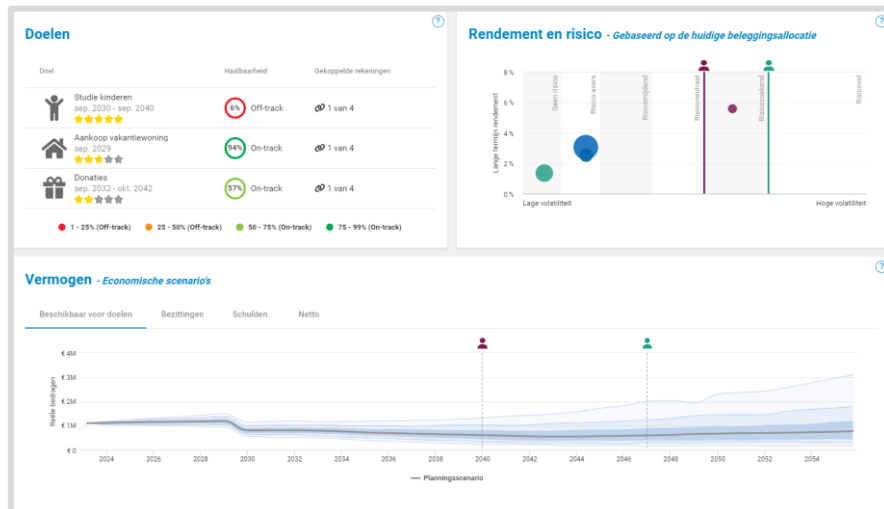 Doelen
?
Doel
Haalbaarheid
Gekoppelde rekeningen
Studie kinderen
sep. 2030 - sep. 2040
6%
Off-track
1 van 4
Aankoop vakantiewoning
sep. 2029
94%
On-track
1 van 4
Donaties
sep. 2032 - okt. 2042
57%
On-track
1 van 4
1 - 25% (Off-track)
25 - 50% (Off-track)
50 - 75% (On-track)
75 - 99% (On-track)
Rendement en risico - Gebaseerd op de huidige beleggingsallocatie
?
Lange termijn rendement
8 %
6 %
4 %
2 %
0 %
Geen risico
Risico-avers
Risicomijdend
Risiconeutraal
Risicozoekend
Risicovol
Lage volatiliteit
Hoge volatiliteit
Vermogen - Economische scenario's
?
Beschikbaar voor doelen
Bezittingen
Schulden
Netto
Reële bedragen
€ 4M
€ 3M
€ 2M
€ 1M
€ 0
2024
2026
2028
2030
2032
2034
2036
2038
2040
2042
2044
2046
2048
2050
2052
2054
Planningsscenario